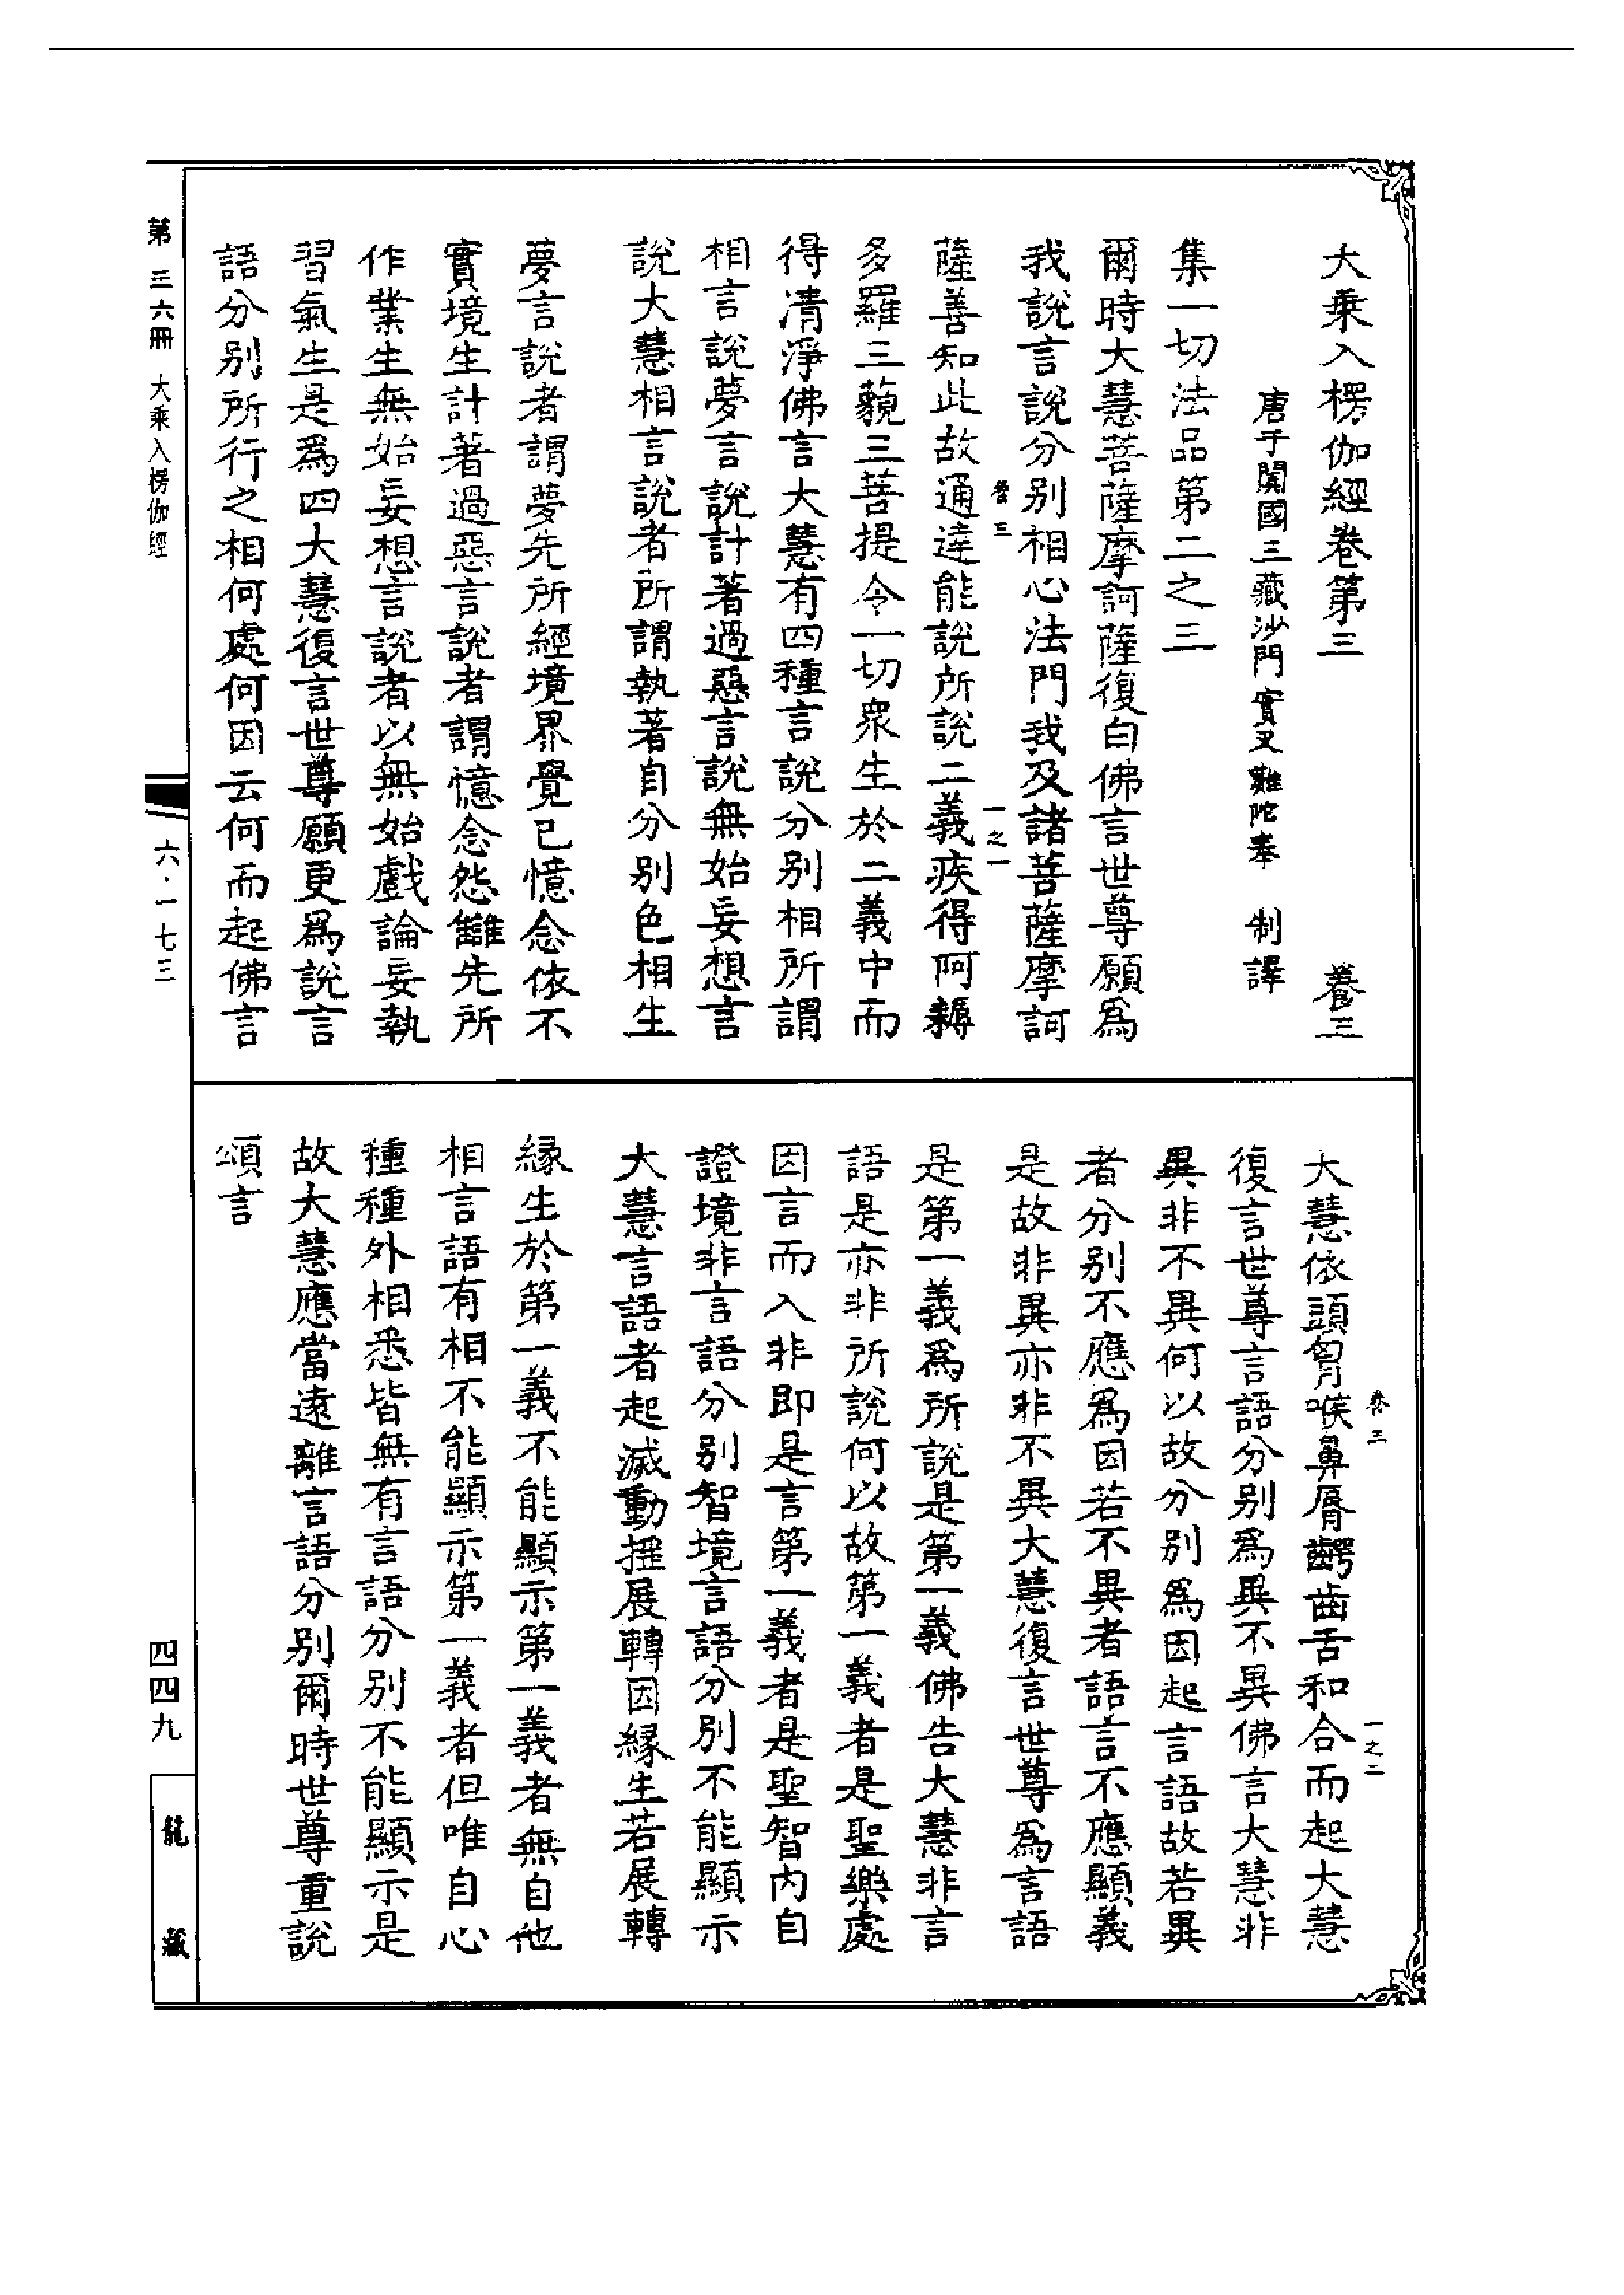 大乘入楞伽經卷第三　養三
唐于闐國三藏沙門實叉難陀奉　制譯
集一切法品第二之三
爾時大慧菩薩摩訶薩復白佛言世尊願爲
我說言說分別相心法門我及諸菩薩摩訶
卷三　一之一
薩善知此故通達能說所說二義疾得阿耨
多羅三藐三菩提令一切眾生於二義中而
得清淨佛言大慧有四種言說分別相所謂
相言說夢言說計著過惡言說無始妄想言
說大慧相言說者所謂執著自分別色相生
夢言說者謂夢先所經境界覺已憶念依不
實境生計著過惡言說者謂憶念怨讎先所
作業生無始妄想言說者以無始戲論妄執
習氣生是爲四大慧復言世尊願更爲說言
語分別所行之相何處何因云何而起佛言
卷三　一之二
大慧依頭胷喉鼻脣齶齒舌和合而起大慧
復言世尊言語分別爲異不異佛言大慧非
異非不異何以故分別爲因起言語故若異
者分別不應爲因若不異者語言不應顯義
是故非異亦非不異大慧復言世尊爲言語
是第一義爲所說是第一義佛告大慧非言
語是亦非所說何以故第一義者是聖樂處
因言而入非即是言第一義者是聖智內自
證境非言語分別智境言語分別不能顯示
大慧言語者起滅動搖展轉因緣生若展轉
緣生於第一義不能顯示第一義者無自他
相言語有相不能顯示第一義者但唯自心
種種外相悉皆無有言語分別不能顯示是
故大慧應當遠離言語分別爾時世尊重說
頌言
第三六冊　大乘入楞伽經
六·一七三
四四九
龍藏